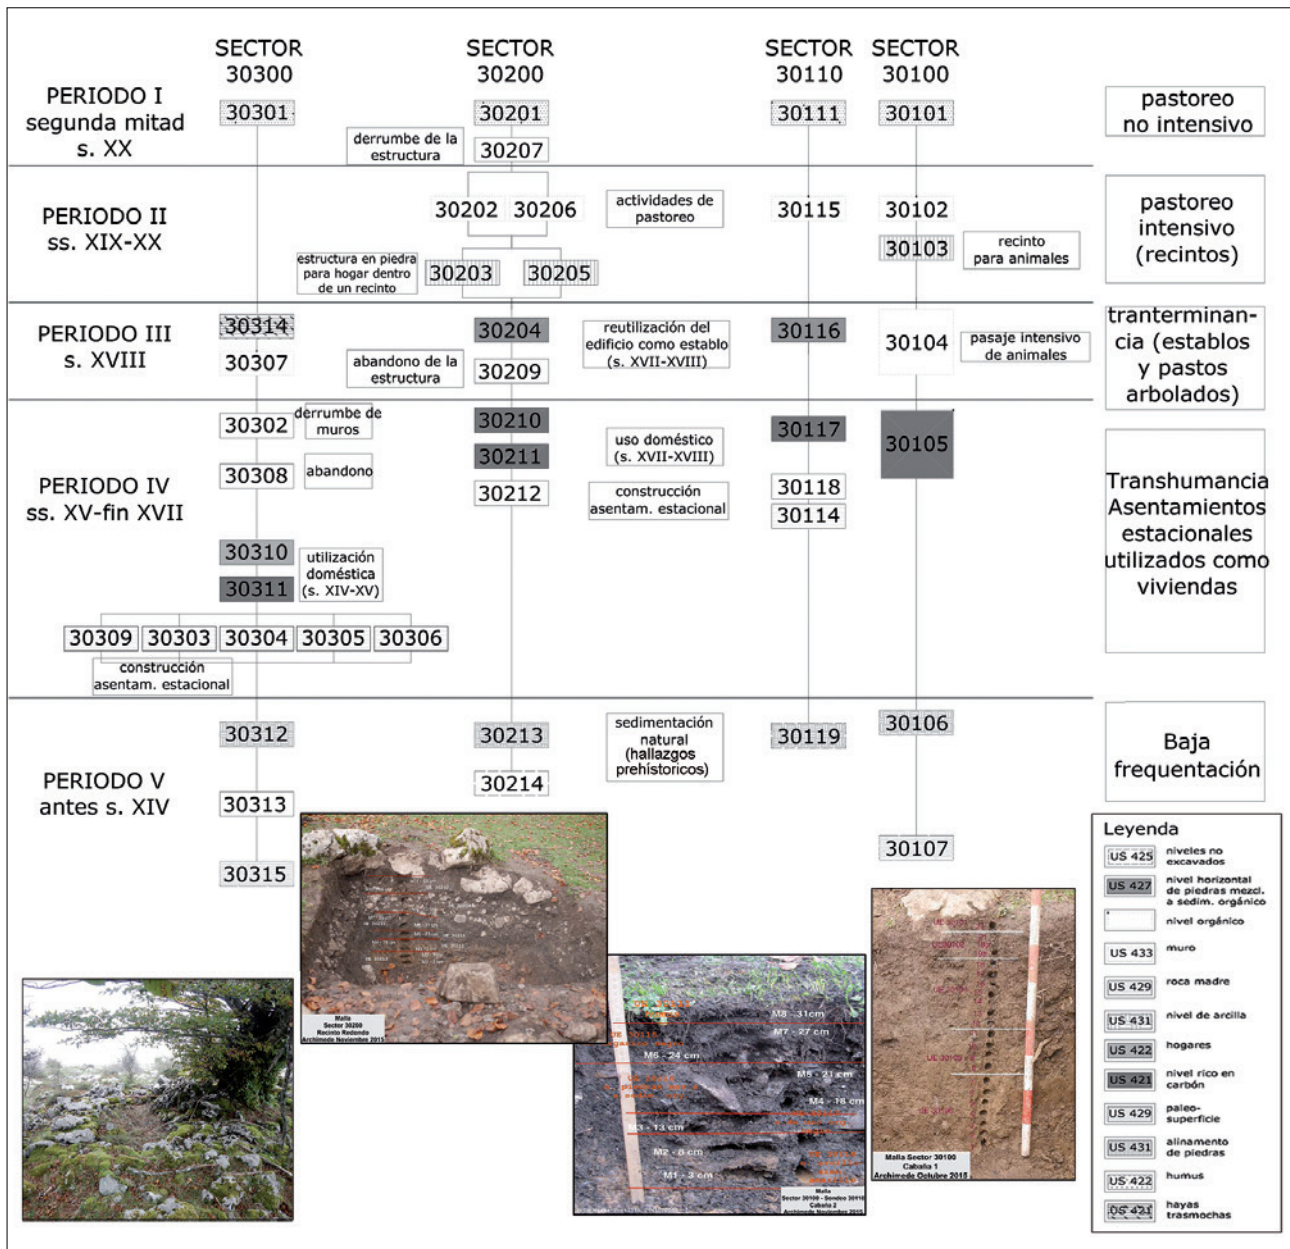 SECTOR
30300
SECTOR
30200
SECTOR
30110
SECTOR
30100
PERIODO I
segunda mitad
s. XX
30301
30201
30111
30101
pastoreo
no intensivo
derrumbe de la
estructura
30207
PERIODO II
ss. XIX-XX
30202
30206
actividades de
pastoreo
30115
30102
pastoreo
intensivo
(recintos)
estructura en piedra
para hogar dentro
de un recinto
30203
30205
30103
recinto
para animales
PERIODO III
s. XVIII
30314
30307
30204
reutilización del
edificio como establo
(s. XVII-XVIII)
30116
30104
pasaje intensivo
de animales
tranterminan-
cia (establos
y pastos
arbolados)
abandono de la
estructura
30209
PERIODO IV
ss. XV-fin XVII
30302
derrumbe de
muros
30308
abandono
30210
30211
30212
uso doméstico
(s. XVII-XVIII)
construcción
asentam. estacional
30117
30118
30114
30105
Transhumancia
Asentamientos
estacionales
utilizados como
viviendas
30310
30311
utilización
doméstica
(s. XIV-XV)
30309
30303
30304
30305
30306
construcción
asentam. estacional
PERIODO V
antes s. XIV
30312
30313
30315
30213
30214
sedimentación
natural
(hallazgos
prehístoricos)
30119
30106
30107
Baja
frequentación
Leyenda
US 425
niveles no
excavados
US 427
nivel horizontal
de piedras mezcl.
a sedim. orgánico
nivel orgánico
US 433
muro
US 429
roca madre
US 431
nivel de arcilla
US 422
hogares
US 421
nivel rico en
carbón
US 429
paleo-
superficie
US 431
alinamento
de piedras
US 422
humus
US 421
hayas
trasmochas
Malla
Sector 30200
Recinto Redondo
Archimede Noviembre 2015
M8 - 31cm
M7 - 27 cm
M6 - 24 cm
M5 - 21 cm
M4 - 18 cm
M3 - 13 cm
M2 - 8 cm
M1 - 3 cm
Malla
Sector 30100 - Sondeo 30110
Cabaña 2
Archimede Noviembre 2015
Malla Sector 30100
Cabaña 1
Archimede Octubre 2015